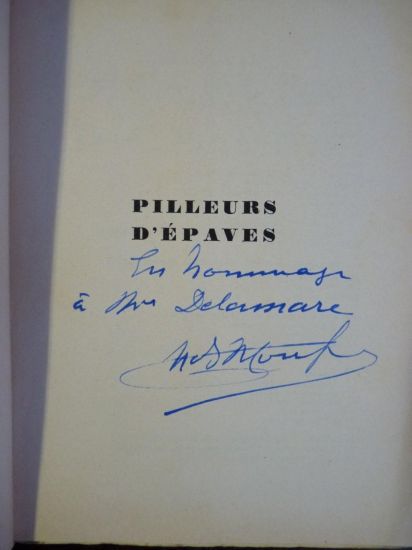 PILLEURS
D'ÉPAVES
En hommage
à Mr Delamare